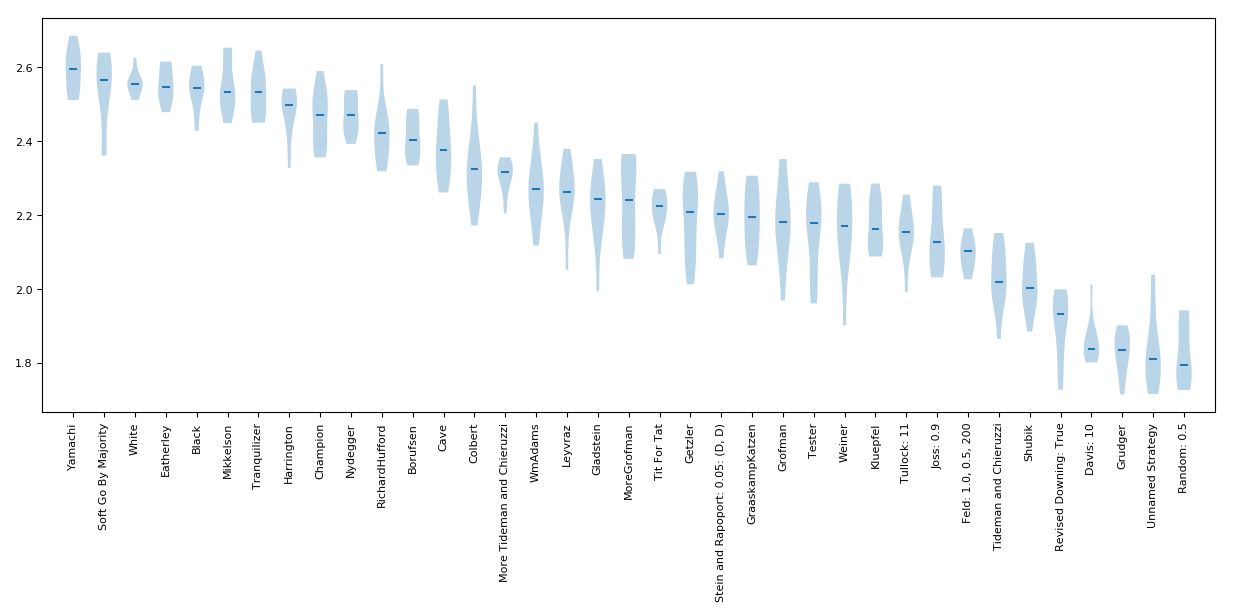 2.6
2.4
2.2
2.0
1.8
Yamachi
Soft Go By Majority
White
Eatherley
Black
Mikkelson
Tranquilizer
Harrington
Champion
Nydegger
RichardHufford
Borufsen
Cave
Colbert
More Tideman and Chieruzzi
WmAdams
Leyvraz
Gladstein
MoreGrofman
Tit For Tat
Getzler
Stein and Rapoport: 0.05: (D, D)
GraaskampKatzen
Grofman
Tester
Weiner
Kluepfel
Tullock: 11
Joss: 0.9
Feld: 1.0, 0.5, 200
Tideman and Chieruzzi
Shubik
Revised Downing: True
Davis: 10
Grudger
Unnamed Strategy
Random: 0.5